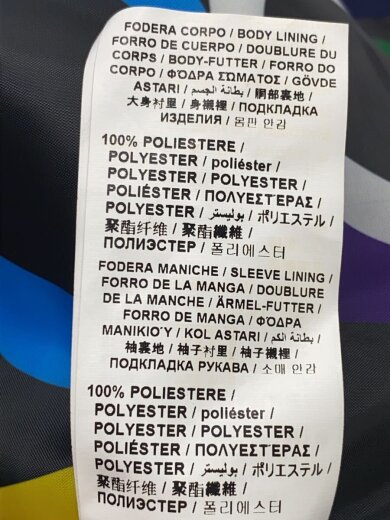 FODERA CORPO / BODY LINING /
FORRO DE CUERPO / DOUBLURE DU
CORPS / BODY-FUTTER / FORRO DO
CORPO / ΦΌΔΡΑ ΣΏΜΑΤΟΣ / GÖVDE
ASTARI / بطانة الجسم / 胴部裏地 /
大身衬里 / 身襯裡 / ПОДКЛАДКА
ИЗДЕЛИЯ / 몸판 안감
100% POLIESTERE /
POLYESTER / poliéster /
POLYESTER / POLYESTER /
POLIÉSTER / ΠΟΛΥΕΣΤΈΡΑΣ /
POLYESTER / بوليستر / ポリエステル /
聚酯纤维 / 聚酯纖維 /
ПОЛИЭСТЕР / 폴리에스터
FODERA MANICHE / SLEEVE LINING /
FORRO DE LA MANGA / DOUBLURE
DE LA MANCHE / ÄRMEL-FUTTER /
FORRO DE MANGA / ΦΌΔΡΑ
ΜΑΝΙΚΙΟΎ / KOL ASTARI / بطانة الكم /
袖裏地 / 袖子衬里 / 袖子襯裡 /
ПОДКЛАДКА РУКАВА / 소매 안감
100% POLIESTERE /
POLYESTER / poliéster /
POLYESTER / POLYESTER /
POLIÉSTER / ΠΟΛΥΕΣΤΈΡΑΣ /
POLYESTER / بوليستر / ポリエステル /
聚酯纤维 / 聚酯纖維 /
ПОЛИЭСТЕР / 폴리에스터